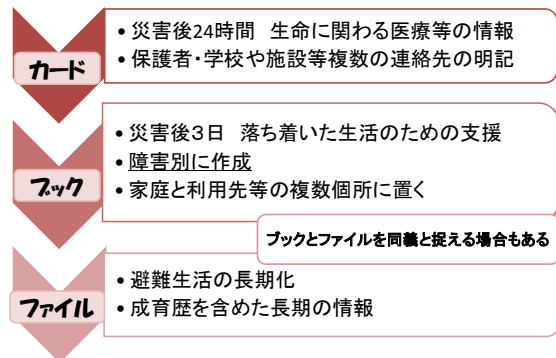 カード
• 災害後24時間 生命に関わる医療等の情報
• 保護者・学校や施設等複数の連絡先の明記
ブック
• 災害後３日 落ち着いた生活のための支援
• 障害別に作成
• 家庭と利用先等の複数個所に置く
ブックとファイルを同義と捉える場合もある
ファイル
• 避難生活の長期化
• 成育歴を含めた長期の情報